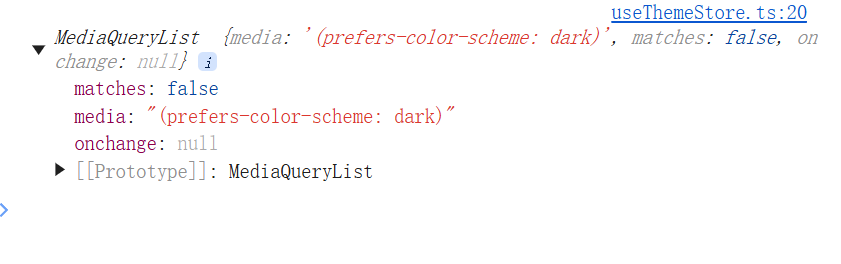 useThemeStore.ts:20
▼ MediaQueryList {media: '(prefers-color-scheme: dark)', matches: false, on
change: null} i
matches: false
media: "(prefers-color-scheme: dark)"
onchange: null
▶ [[Prototype]]: MediaQueryList
>